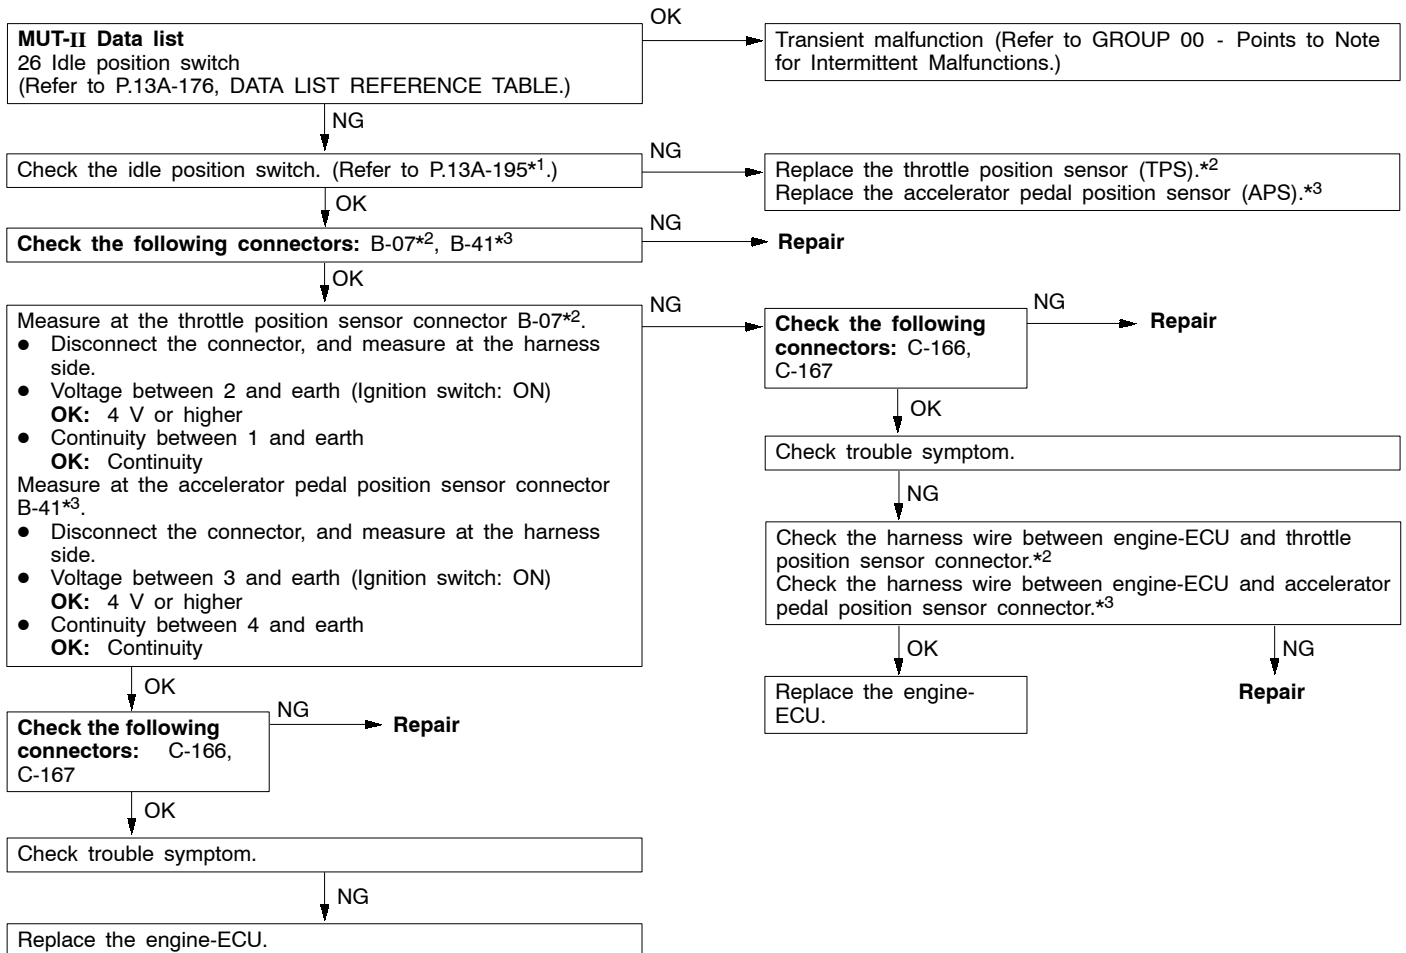 OK
MUT-II Data list
26 Idle position switch
(Refer to P.13A-176, DATA LIST REFERENCE TABLE.)
Transient malfunction (Refer to GROUP 00 - Points to Note
for Intermittent Malfunctions.)
NG
Check the idle position switch. (Refer to P.13A-195*1.)
NG
Replace the throttle position sensor (TPS).*2
Replace the accelerator pedal position sensor (APS).*3
OK
Check the following connectors: B-07*2, B-41*3
NG
Repair
OK
Measure at the throttle position sensor connector B-07*2.
● Disconnect the connector, and measure at the harness
side.
● Voltage between 2 and earth (Ignition switch: ON)
OK: 4 V or higher
● Continuity between 1 and earth
OK: Continuity
Measure at the accelerator pedal position sensor connector
B-41*3.
● Disconnect the connector, and measure at the harness
side.
● Voltage between 3 and earth (Ignition switch: ON)
OK: 4 V or higher
● Continuity between 4 and earth
OK: Continuity
NG
Check the following
connectors: C-166,
C-167
NG
Repair
OK
Check trouble symptom.
NG
Check the harness wire between engine-ECU and throttle
position sensor connector.*2
Check the harness wire between engine-ECU and accelerator
pedal position sensor connector.*3
OK
NG
Replace the engine-
ECU.
Repair
OK
Check the following
connectors: C-166,
C-167
NG
Repair
OK
Check trouble symptom.
NG
Replace the engine-ECU.